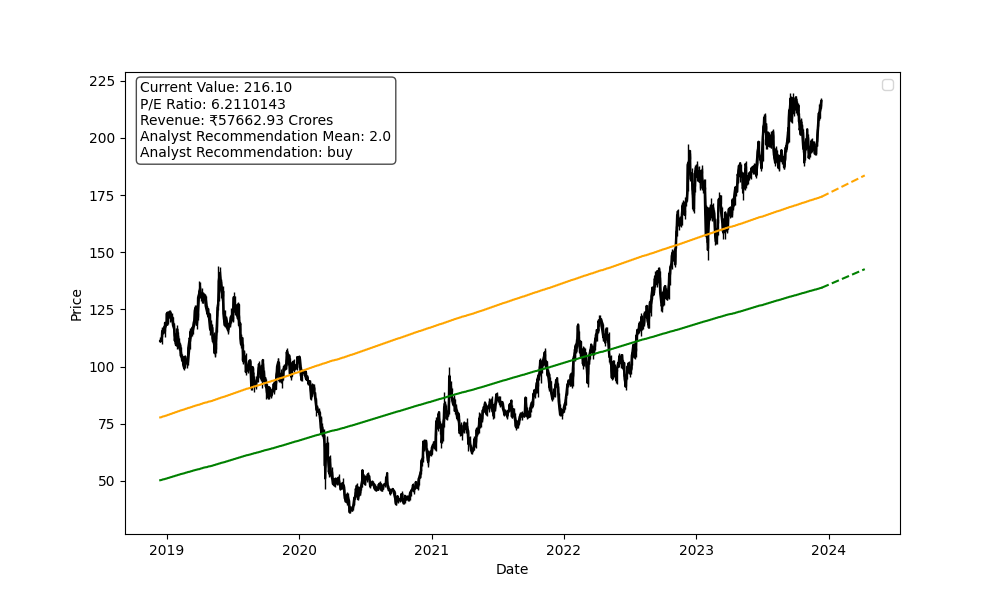 Current Value: 216.10
P/E Ratio: 6.2110143
Revenue: ₹57662.93 Crores
Analyst Recommendation Mean: 2.0
Analyst Recommendation: buy
225
200
175
150
125
100
75
50
Price
2019 2020 2021 2022 2023 2024
Date